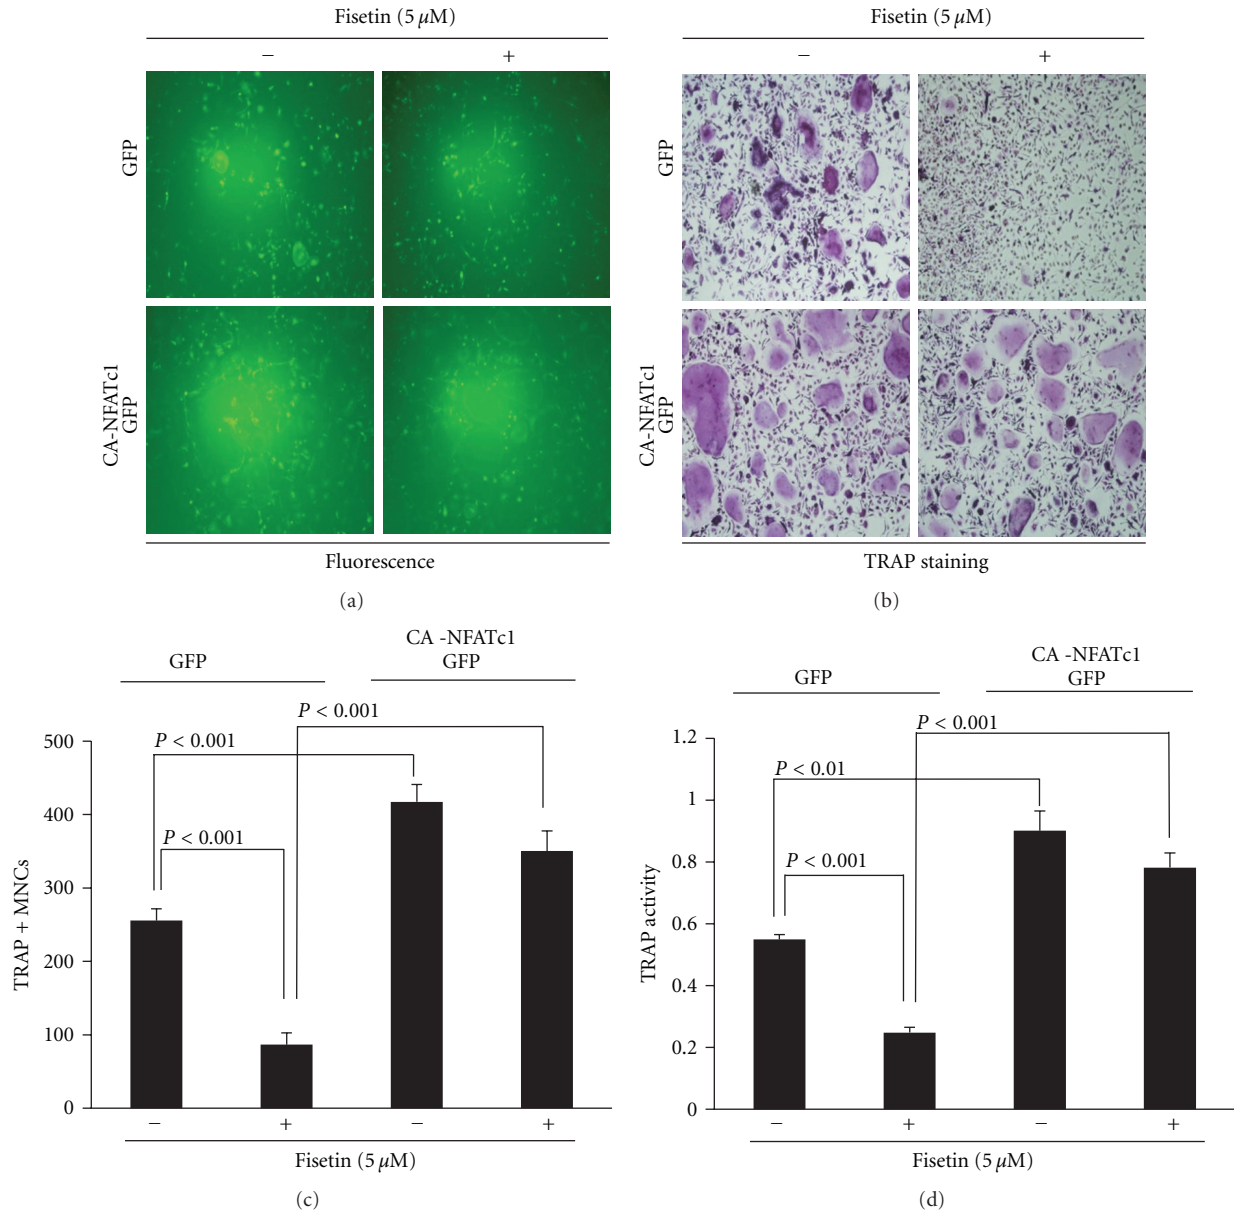 Fisetin (5 μM)
− +
GFP
CA-NFATc1
GFP
Fluorescence
(a)
Fisetin (5 μM)
− +
GFP
CA-NFATc1
GFP
TRAP staining
(b)
GFP
CA -NFATc1
GFP
P < 0.001
P < 0.001
P < 0.001
500
400
300
200
100
0
TRAP + MNCs
− + − +
Fisetin (5 μM)
(c)
GFP
CA -NFATc1
GFP
P < 0.001
P < 0.01
P < 0.001
1.2
1
0.8
0.6
0.4
0.2
0
TRAP activity
− + − +
Fisetin (5 μM)
(d)